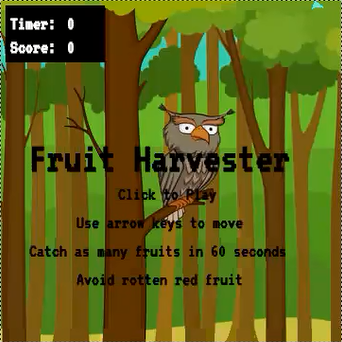 Timer: 0
Score: 0
Fruit Harvester
Click to Play
Use arrow keys to move
Catch as many fruits in 60 seconds
Avoid rotten red fruit